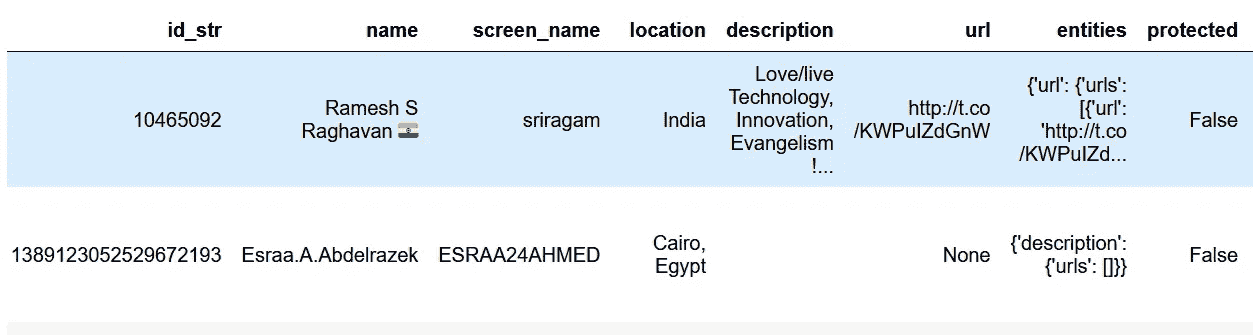 id_str name screen_name location description url entities protected
10465092 Ramesh S Raghavan 🇮🇳 sriragam India Love/live Technology, Innovation, Evangelism !... http://t.co/KWPuIZdGnW {'url': {'urls': [{'url': 'http://t.co/KWPuIZd... False
1389123052529672193 Esraa.A.Abdelrazek ESRAA24AHMED Cairo, Egypt None {'description': {'urls': []}} False